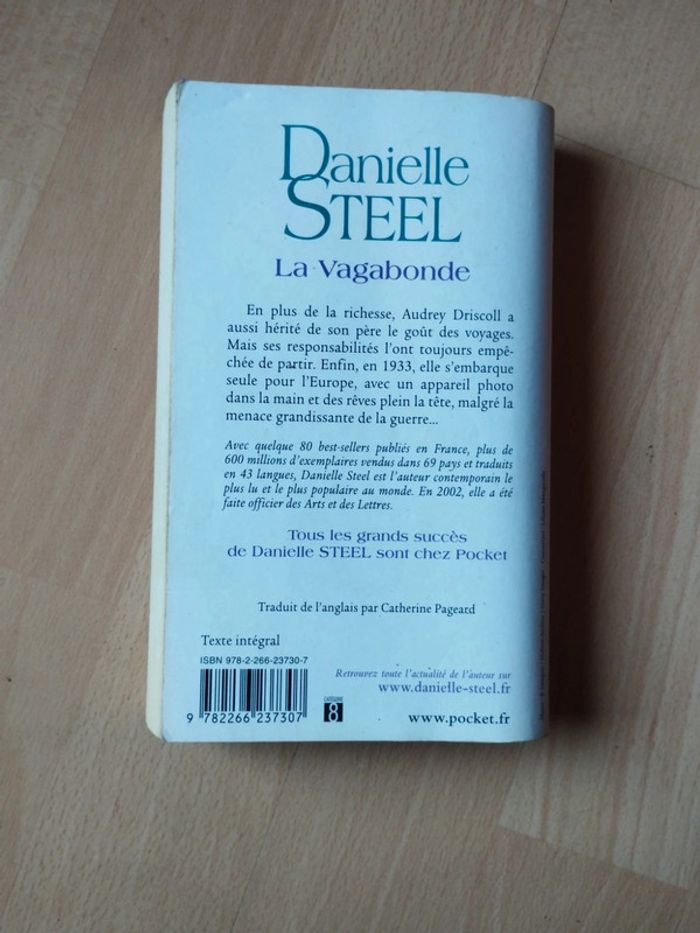 Danielle
STEEL
La Vagabonde
En plus de la richesse, Audrey Driscoll a
aussi hérité de son père le goût des voyages.
Mais ses responsabilités l'ont toujours empê-
chée de partir. Enfin, en 1933, elle s'embarque
seule pour l'Europe, avec un appareil photo
dans la main et des rêves plein la tête, malgré la
menace grandissante de la guerre...
Avec quelque 80 best-sellers publiés en France, plus de
600 millions d'exemplaires vendus dans 69 pays et traduits
en 43 langues, Danielle Steel est l'auteur contemporain le
plus lu et le plus populaire au monde. En 2002, elle a été
faite officier des Arts et des Lettres.
Tous les grands succès
de Danielle STEEL sont chez Pocket
Traduit de l'anglais par Catherine Pageard
Texte intégral
ISBN 978-2-266-23730-7
9 782266 237307
CATÉGORIE
8
Retrouvez toute l'actualité de l'auteur sur
www.danielle-steel.fr
www.pocket.fr